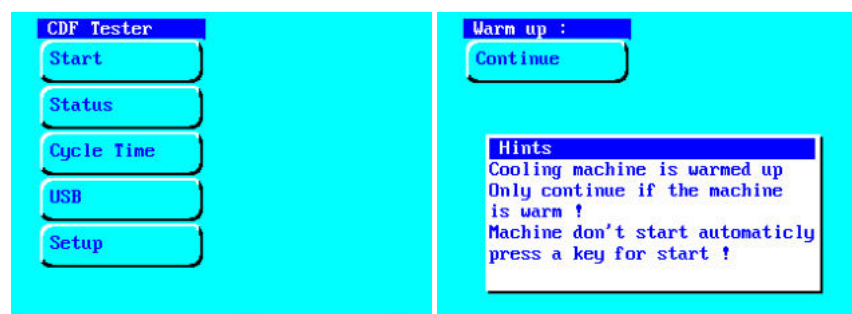 CDF Tester
Start
Status
Cycle Time
USB
Setup
Warm up :
Continue
Hints
Cooling machine is warmed up
Only continue if the machine
is warm !
Machine don't start automaticly
press a key for start !